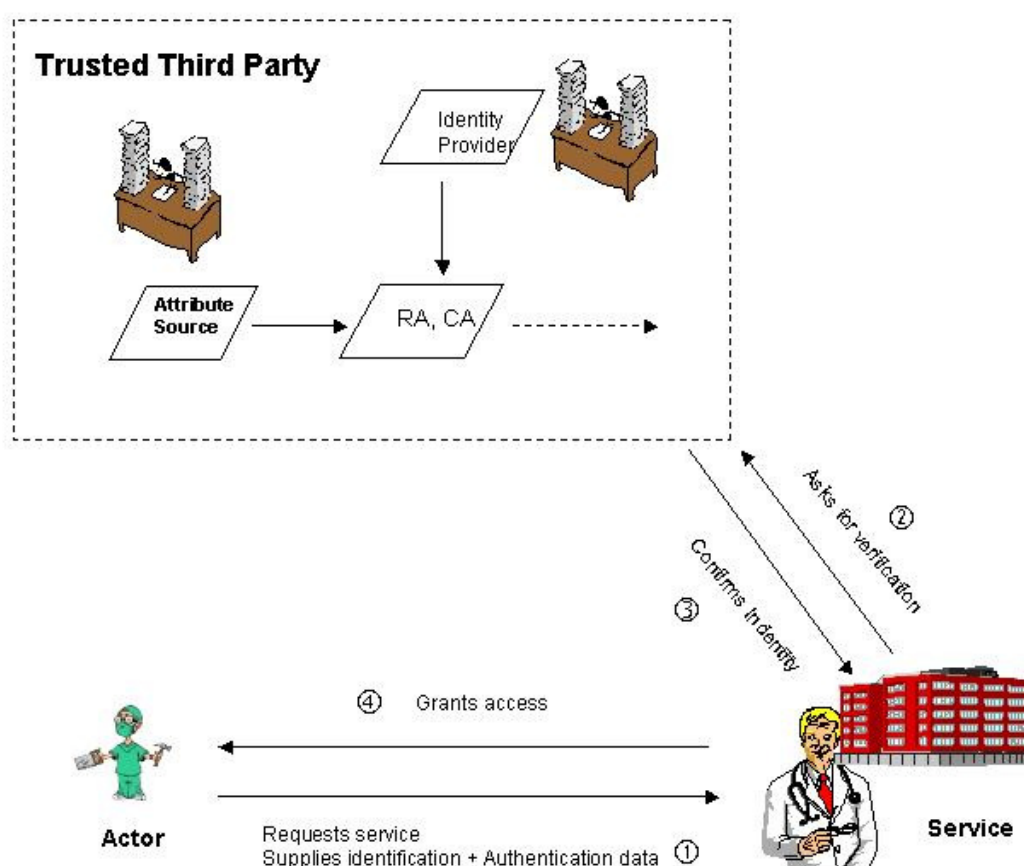 Trusted Third Party
Identity
Provider
Attribute
Source
RA, CA
Asks for verification
②
Confirms Indentity
③
④ Grants access
Actor
Requests service
Supplies identification + Authentication data ①
Service